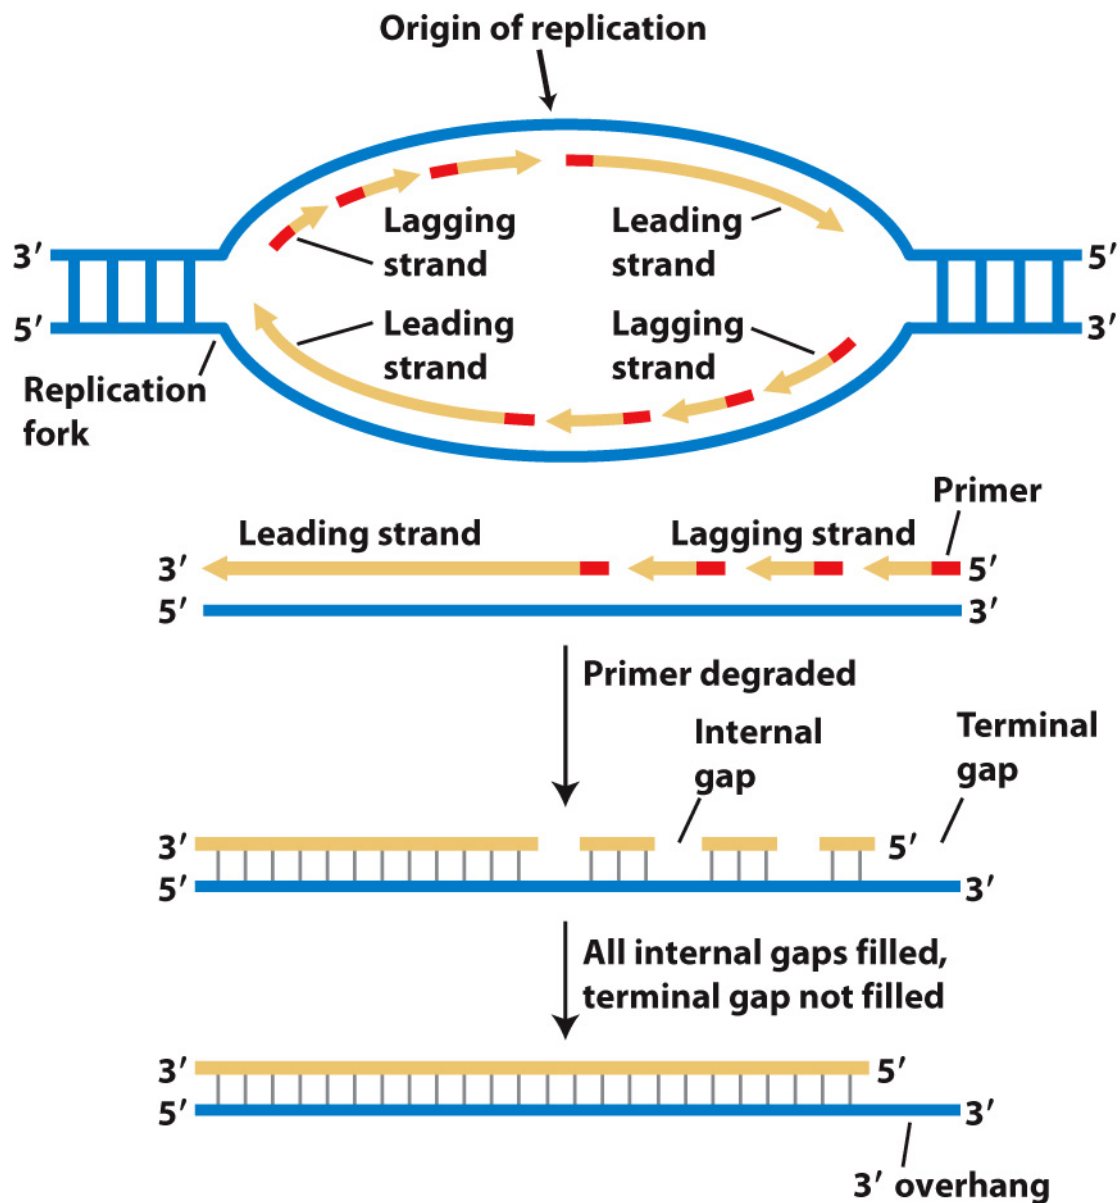 Origin of replication
Lagging
strand
Leading
strand
3′
5′
5′
3′
Leading
strand
Lagging
strand
Replication
fork
Primer
Leading strand
Lagging strand
3′
5′
5′
3′
Primer degraded
Internal
gap
Terminal
gap
3′
5′
5′
3′
All internal gaps filled,
terminal gap not filled
3′
5′
5′
3′
3′ overhang